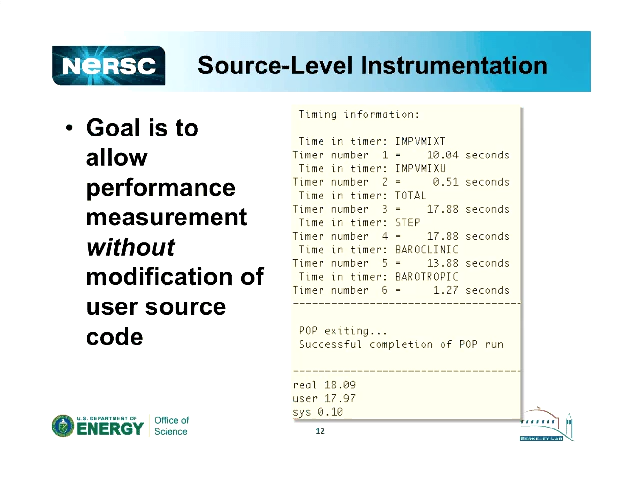 NERSC
Source-Level Instrumentation
• Goal is to
allow
performance
measurement
without
modification of
user source
code
Timing information:
Time in timer: IMPVMIXT
Timer number 1 = 10.04 seconds
Time in timer: IMPVMIXU
Timer number 2 = 0.51 seconds
Time in timer: TOTAL
Timer number 3 = 17.88 seconds
Time in timer: STEP
Timer number 4 = 17.88 seconds
Time in timer: BAROCLINIC
Timer number 5 = 13.88 seconds
Time in timer: BAROTROPIC
Timer number 6 = 1.27 seconds
------------------------------------
POP exiting...
Successful completion of POP run
------------------------------------
real 18.09
user 17.97
sys 0.10
U.S. DEPARTMENT OF
ENERGY
Office of
Science
12
BERKELEY LAB